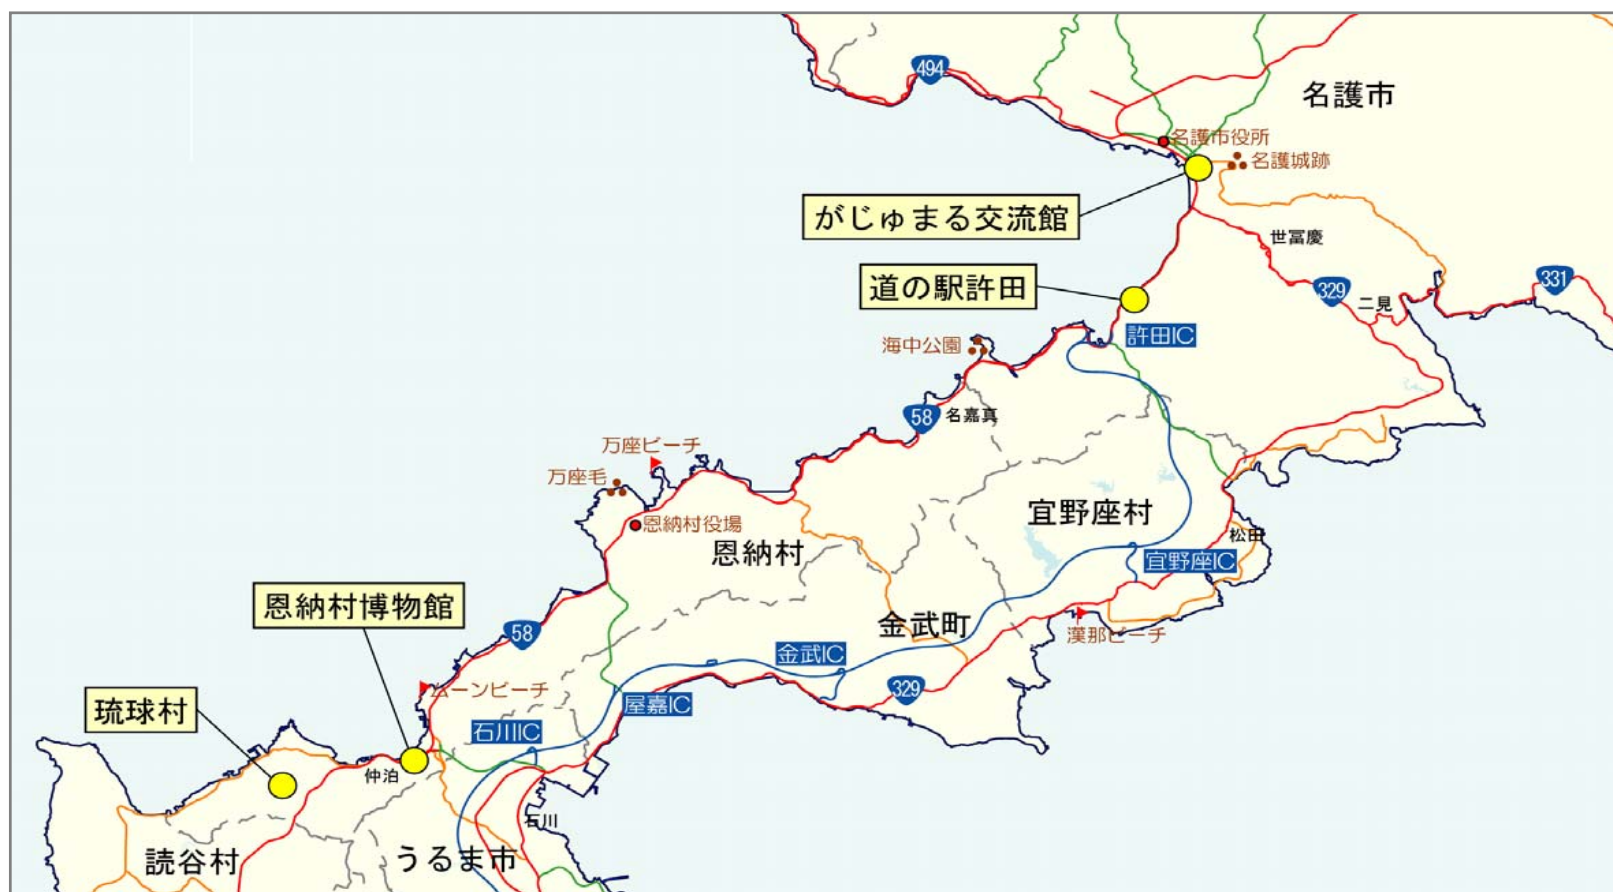 494
名護市
名護市役所
名護城跡
がじゅまる交流館
世冨慶
道の駅許田
329
331
二見
海中公園
許田IC
58
名嘉真
万座ビーチ
万座毛
恩納村役場
恩納村
宜野座村
松田
宜野座IC
恩納村博物館
58
金武町
漢那ビーチ
金武IC
ムーンビーチ
329
屋嘉IC
琉球村
石川IC
仲泊
石川
読谷村
うるま市